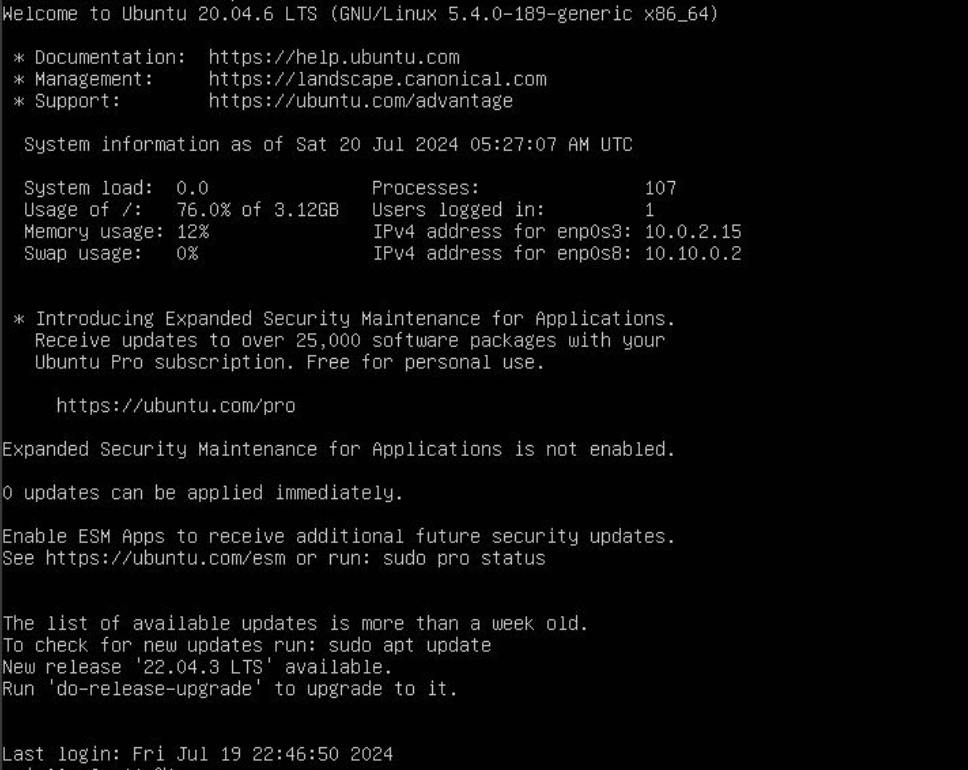 Welcome to Ubuntu 20.04.6 LTS (GNU/Linux 5.4.0-189-generic x86_64)
* Documentation: https://help.ubuntu.com
* Management: https://landscape.canonical.com
* Support: https://ubuntu.com/advantage
System information as of Sat 20 Jul 2024 05:27:07 AM UTC
System load: 0.0 Processes: 107
Usage of /: 76.0% of 3.12GB Users logged in: 1
Memory usage: 12% IPv4 address for enp0s3: 10.0.2.15
Swap usage: 0% IPv4 address for enp0s8: 10.10.0.2
* Introducing Expanded Security Maintenance for Applications.
Receive updates to over 25,000 software packages with your
Ubuntu Pro subscription. Free for personal use.
https://ubuntu.com/pro
Expanded Security Maintenance for Applications is not enabled.
0 updates can be applied immediately.
Enable ESM Apps to receive additional future security updates.
See https://ubuntu.com/esm or run: sudo pro status
The list of available updates is more than a week old.
To check for new updates run: sudo apt update
New release '22.04.3 LTS' available.
Run 'do-release-upgrade' to upgrade to it.
Last login: Fri Jul 19 22:46:50 2024